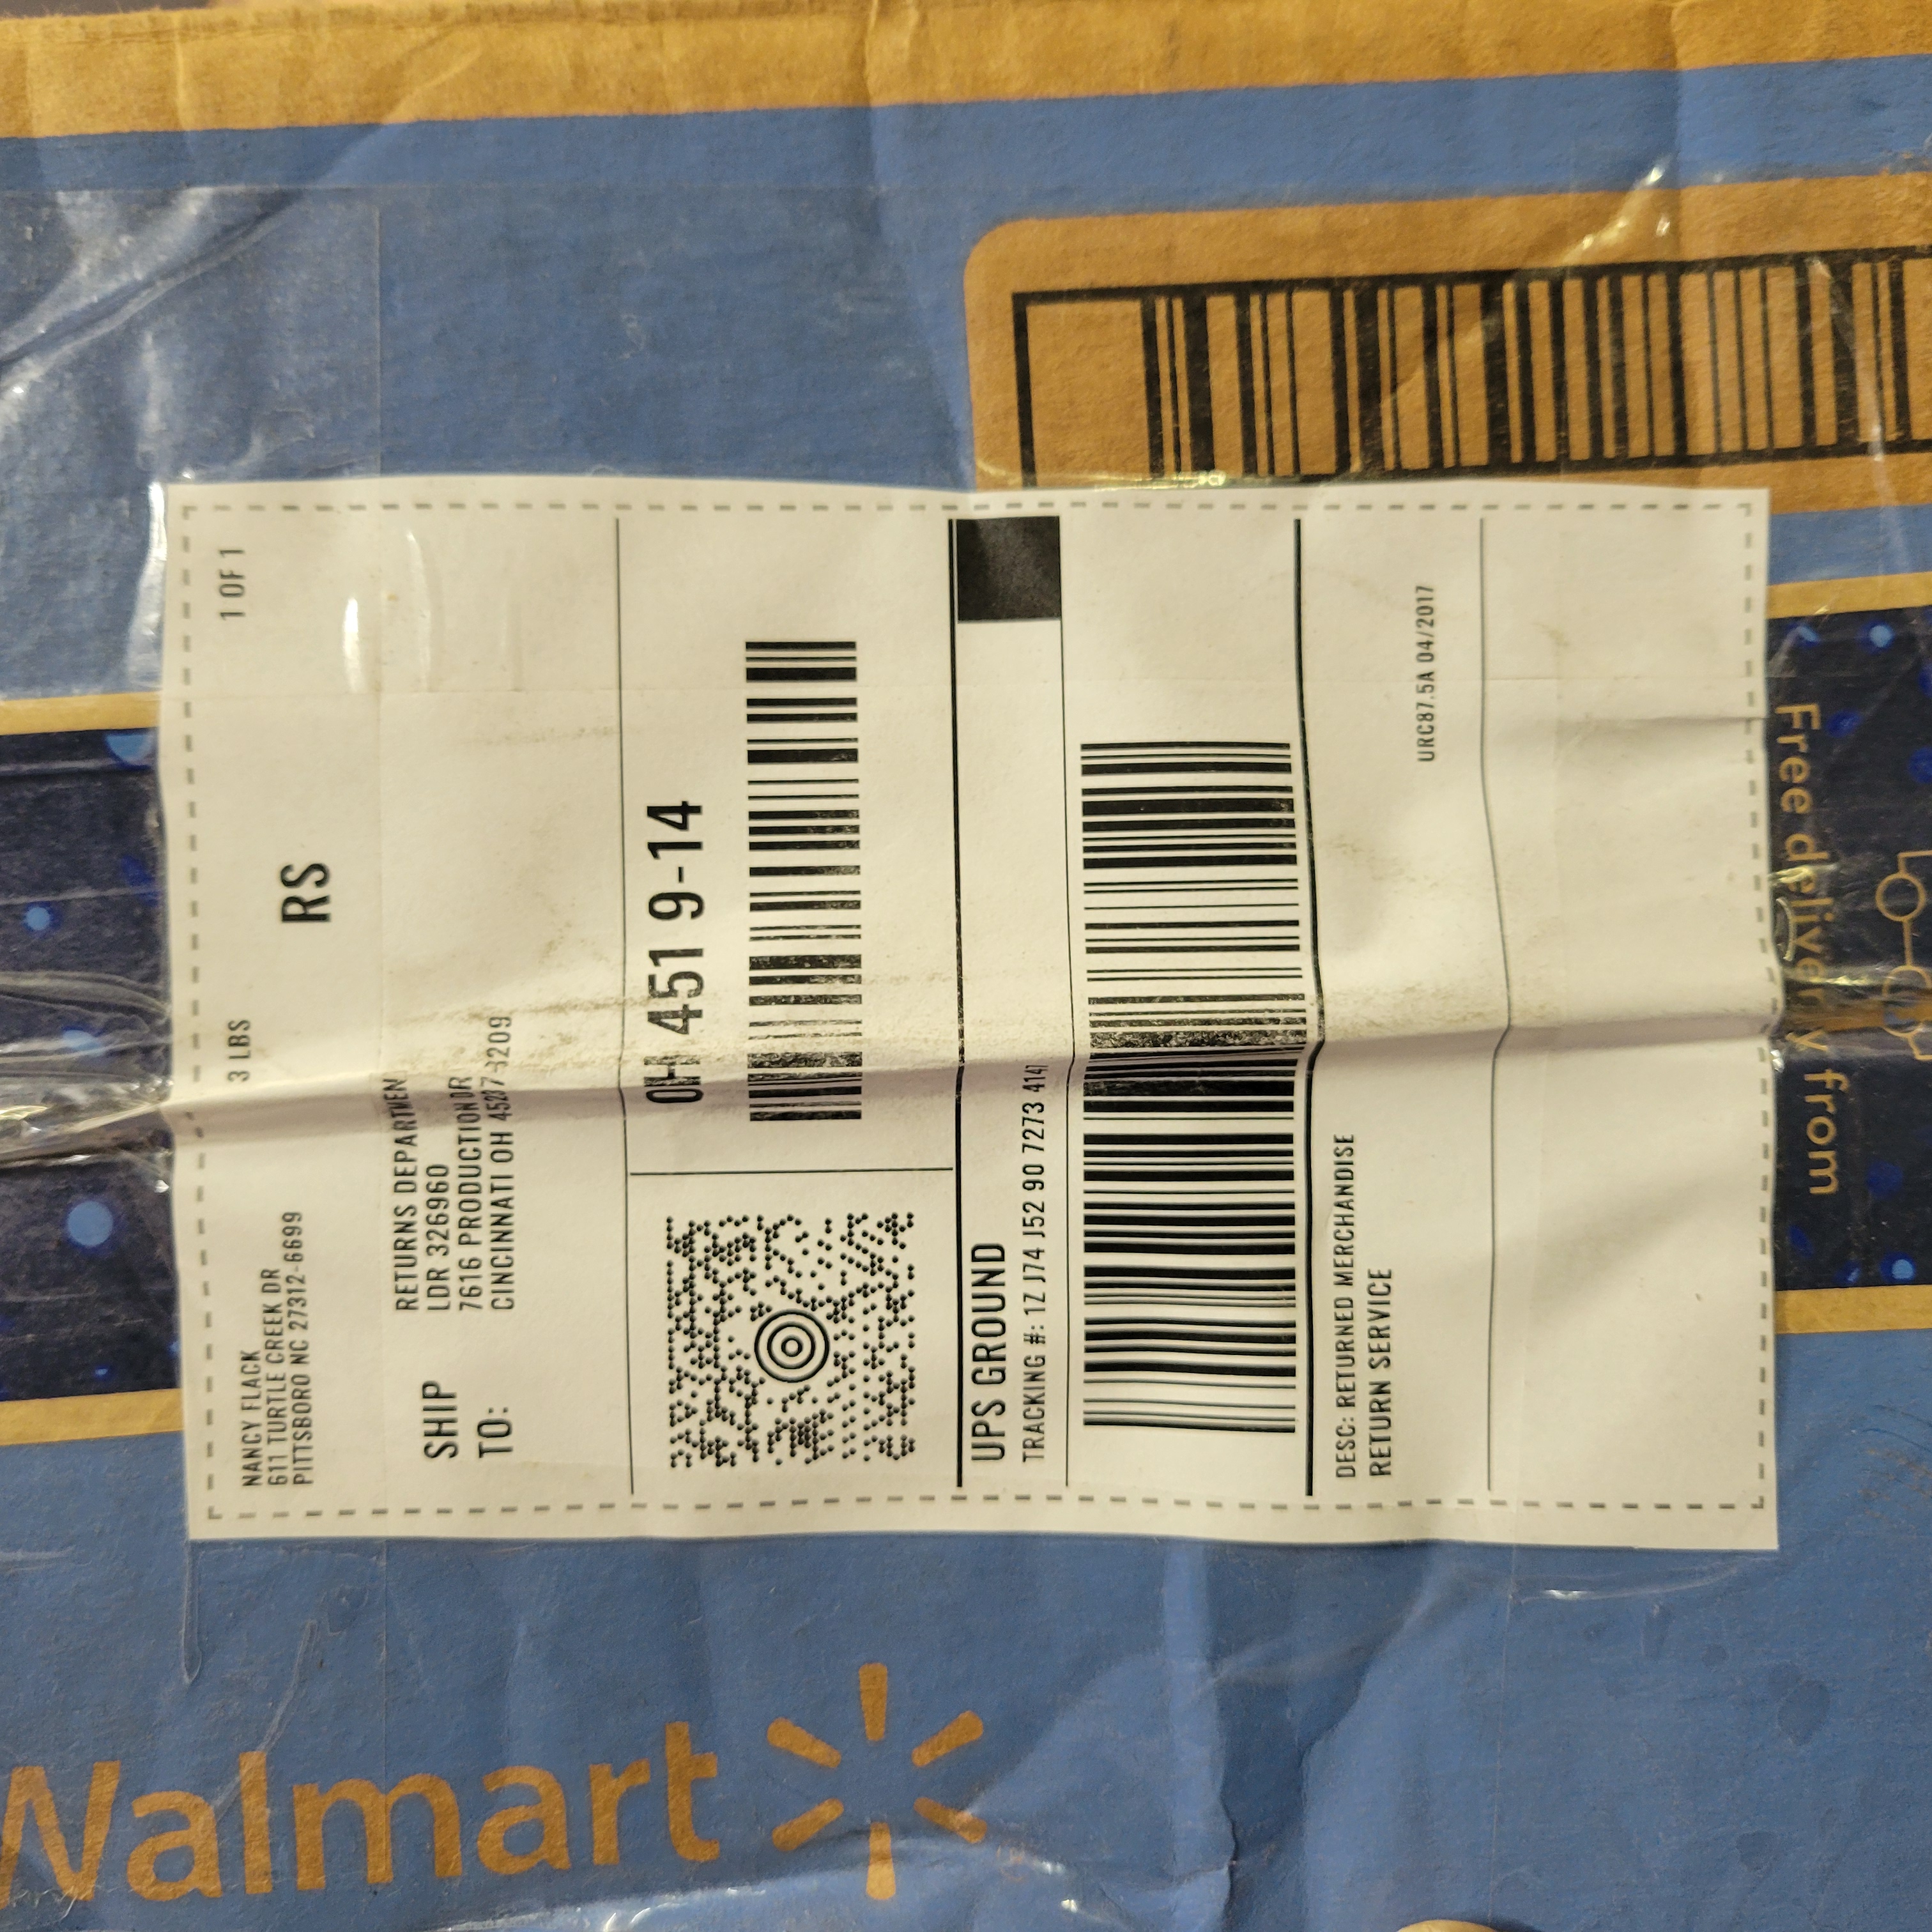 NANCY FLACK
611 TURTLE CREEK DR
PITTSBORO NC 27312-6699
3 LBS
1 OF 1
RS
SHIP
TO:
RETURNS DEPARTMEN
LDR 326960
7616 PRODUCTION DR
CINCINNATI OH
OH 451 9-14
UPS GROUND
TRACKING #: 1Z J74 J52 90 7273
DESC: RETURNED MERCHANDISE
RETURN SERVICE
URC87.5A 04/2017
Free delivery from
Walmart